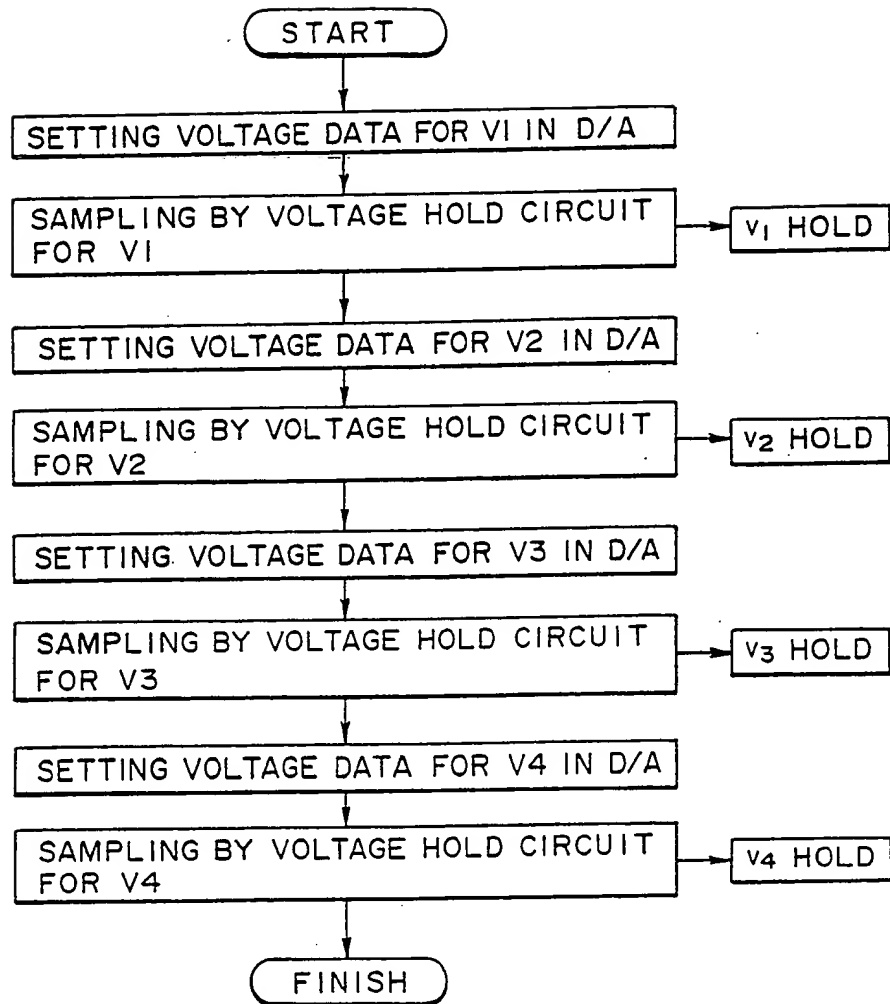 START
SETTING VOLTAGE DATA FOR V1 IN D/A
SAMPLING BY VOLTAGE HOLD CIRCUIT
FOR V1
V1 HOLD
SETTING VOLTAGE DATA FOR V2 IN D/A
SAMPLING BY VOLTAGE HOLD CIRCUIT
FOR V2
V2 HOLD
SETTING VOLTAGE DATA FOR V3 IN D/A
SAMPLING BY VOLTAGE HOLD CIRCUIT
FOR V3
V3 HOLD
SETTING VOLTAGE DATA FOR V4 IN D/A
SAMPLING BY VOLTAGE HOLD CIRCUIT
FOR V4
V4 HOLD
FINISH